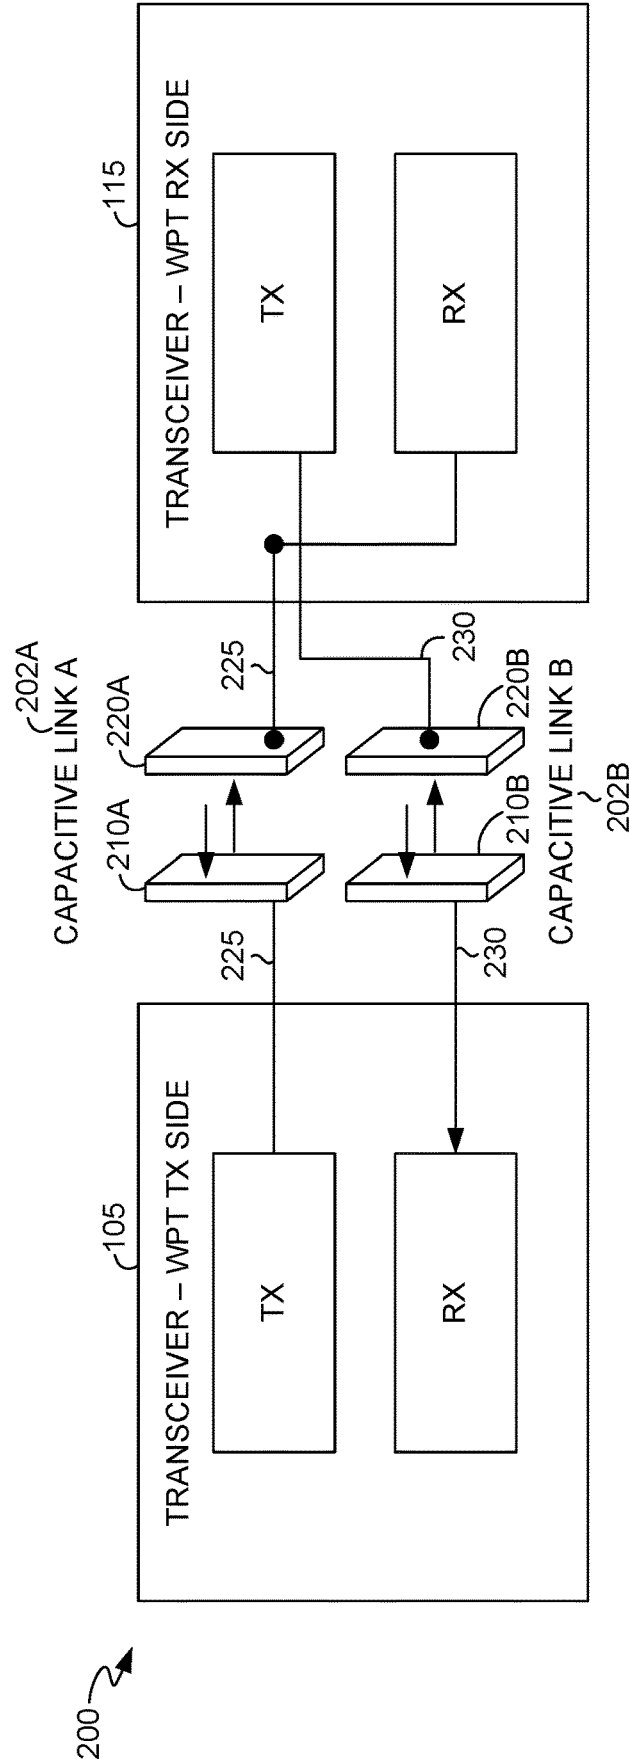 200
105
TRANSCEIVER – WPT TX SIDE
TX
RX
CAPACITIVE LINK A
202A
210A
220A
225
225
230
230
210B
220B
CAPACITIVE LINK B
202B
115
TRANSCEIVER – WPT RX SIDE
TX
RX